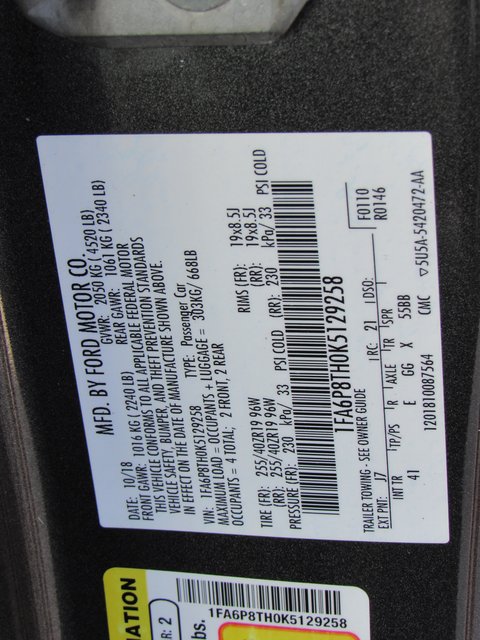 MFD. BY FORD MOTOR CO.
DATE: 10/18 GVWR: 2050 KG ( 4520 LB)
FRONT GAWR: 1016 KG ( 2240 LB) REAR GAWR: 1061 KG ( 2340 LB)
THIS VEHICLE CONFORMS TO ALL APPLICABLE FEDERAL MOTOR
VEHICLE SAFETY, BUMPER, AND THEFT PREVENTION STANDARDS
IN EFFECT ON THE DATE OF MANUFACTURE SHOWN ABOVE.
VIN: 1FA6P8TH0K5129258 TYPE: Passenger Car
MAXIMUM LOAD = OCCUPANTS + LUGGAGE = 303KG/ 668LB
OCCUPANTS = 4 TOTAL; 2 FRONT, 2 REAR
TIRE (FR): 255/40ZR19 96W RIMS (FR): 19x8.5J
(RR): 255/40ZR19 96W (RR): 19x8.5J
PRESSURE (FR): 230 kPa/ 33 PSI COLD (RR): 230 kPa/ 33 PSI COLD
1FA6P8TH0K5129258
TRAILER TOWING - SEE OWNER GUIDE
F0110
EXT PNT: J7 RC: 21 DSO: R0146
INT TR TP/PS R AXLE TR SPR
41 E GG X 55BB
1201810087564 CMC ▽5U5A-5420472-AA
1FA6P8TH0K5129258
R: 2
lbs.